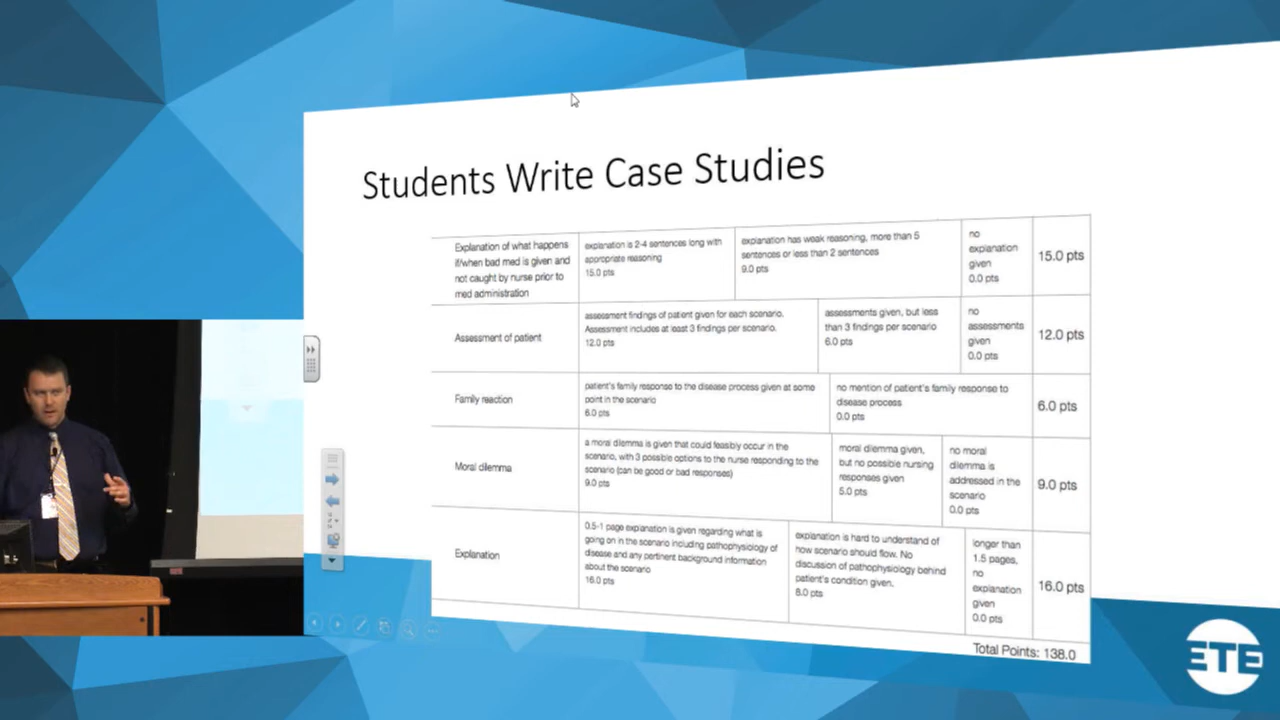 Students Write Case Studies
Explanation of what happens
if/when bad med is given and
not caught by nurse prior to
med administration
explanation is 2-4 sentences long with
appropriate reasoning
15.0 pts
explanation has weak reasoning, more than 5
sentences or less than 2 sentences
9.0 pts
no
explanation
given
0.0 pts
15.0 pts
Assessment of patient
assessment findings of patient given for each scenario.
Assessment includes at least 3 findings per scenario.
12.0 pts
assessments given, but less
than 3 findings per scenario
6.0 pts
no
assessments
given
0.0 pts
12.0 pts
Family reaction
patient's family response to the disease process given at some
point in the scenario
6.0 pts
no mention of patient's family response to
disease process
0.0 pts
6.0 pts
Moral dilemma
a moral dilemma is given that could feasibly occur in the
scenario, with 3 possible options to the nurse responding to the
scenario (can be good or bad responses)
9.0 pts
moral dilemma given,
but no possible nursing
responses given
5.0 pts
no moral
dilemma is
addressed in the
scenario
0.0 pts
9.0 pts
Explanation
0.5-1 page explanation is given regarding what is
going on in the scenario including pathophysiology of
disease and any pertinent background information
about the scenario
16.0 pts
explanation is hard to understand of
how scenario should flow. No
discussion of pathophysiology behind
patient's condition given.
8.0 pts
longer than
1.5 pages,
no
explanation
given
0.0 pts
16.0 pts
Total Points: 138.0
ETE